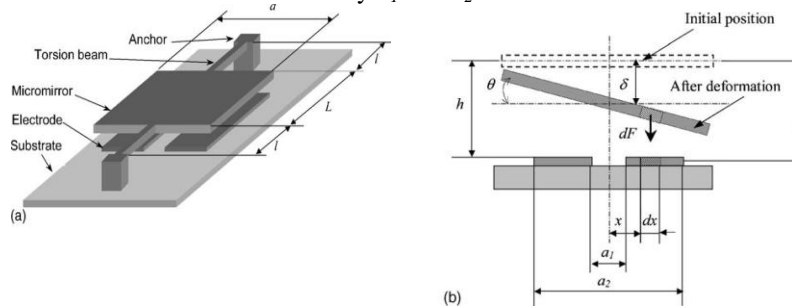 a
Anchor
Torsion beam
l
Micromirror
L
Electrode
Substrate
l
(a)
Initial position
δ
θ
After deformation
h
dF
x
dx
a1
a2
(b)